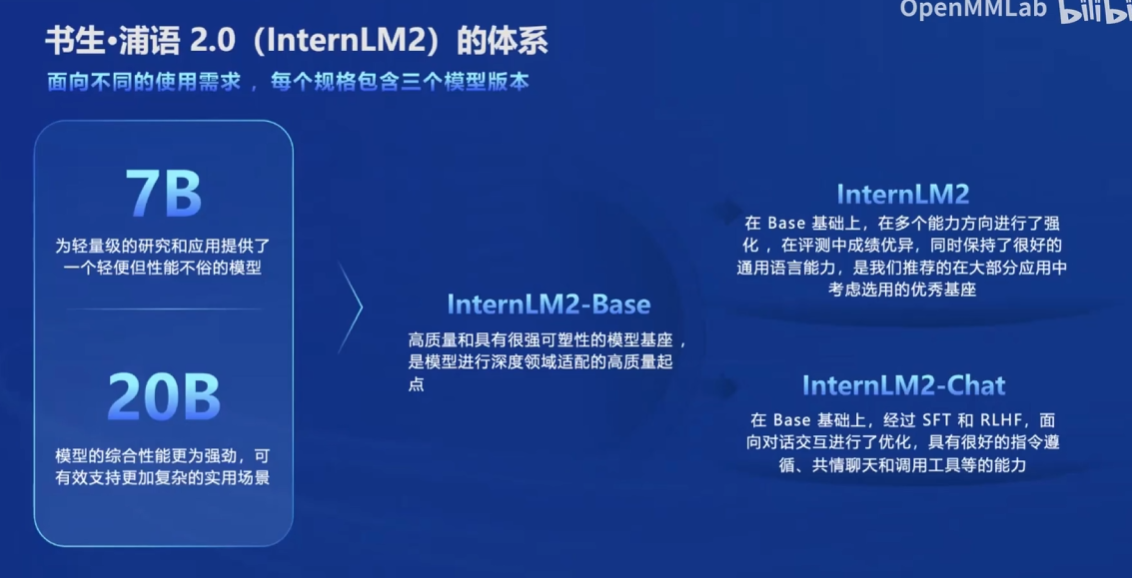 OpenMMLab bilibi
书生·浦语 2.0（InternLM2）的体系
面向不同的使用需求，每个规格包含三个模型版本
7B
为轻量级的研究和应用提供了
一个轻便但性能不俗的模型
20B
模型的综合性能更为强劲，可
有效支持更加复杂的实用场景
InternLM2-Base
高质量和具有很强可塑性的模型基座，
是模型进行深度领域适配的高质量起
点
InternLM2
在 Base 基础上，在多个能力方向进行了强
化，在评测中成绩优异，同时保持了很好的
通用语言能力，是我们推荐的在大部分应用中
考虑选用的优秀基座
InternLM2-Chat
在 Base 基础上，经过 SFT 和 RLHF，面
向对话交互进行了优化，具有很好的指令遵
循、共情聊天和调用工具等的能力